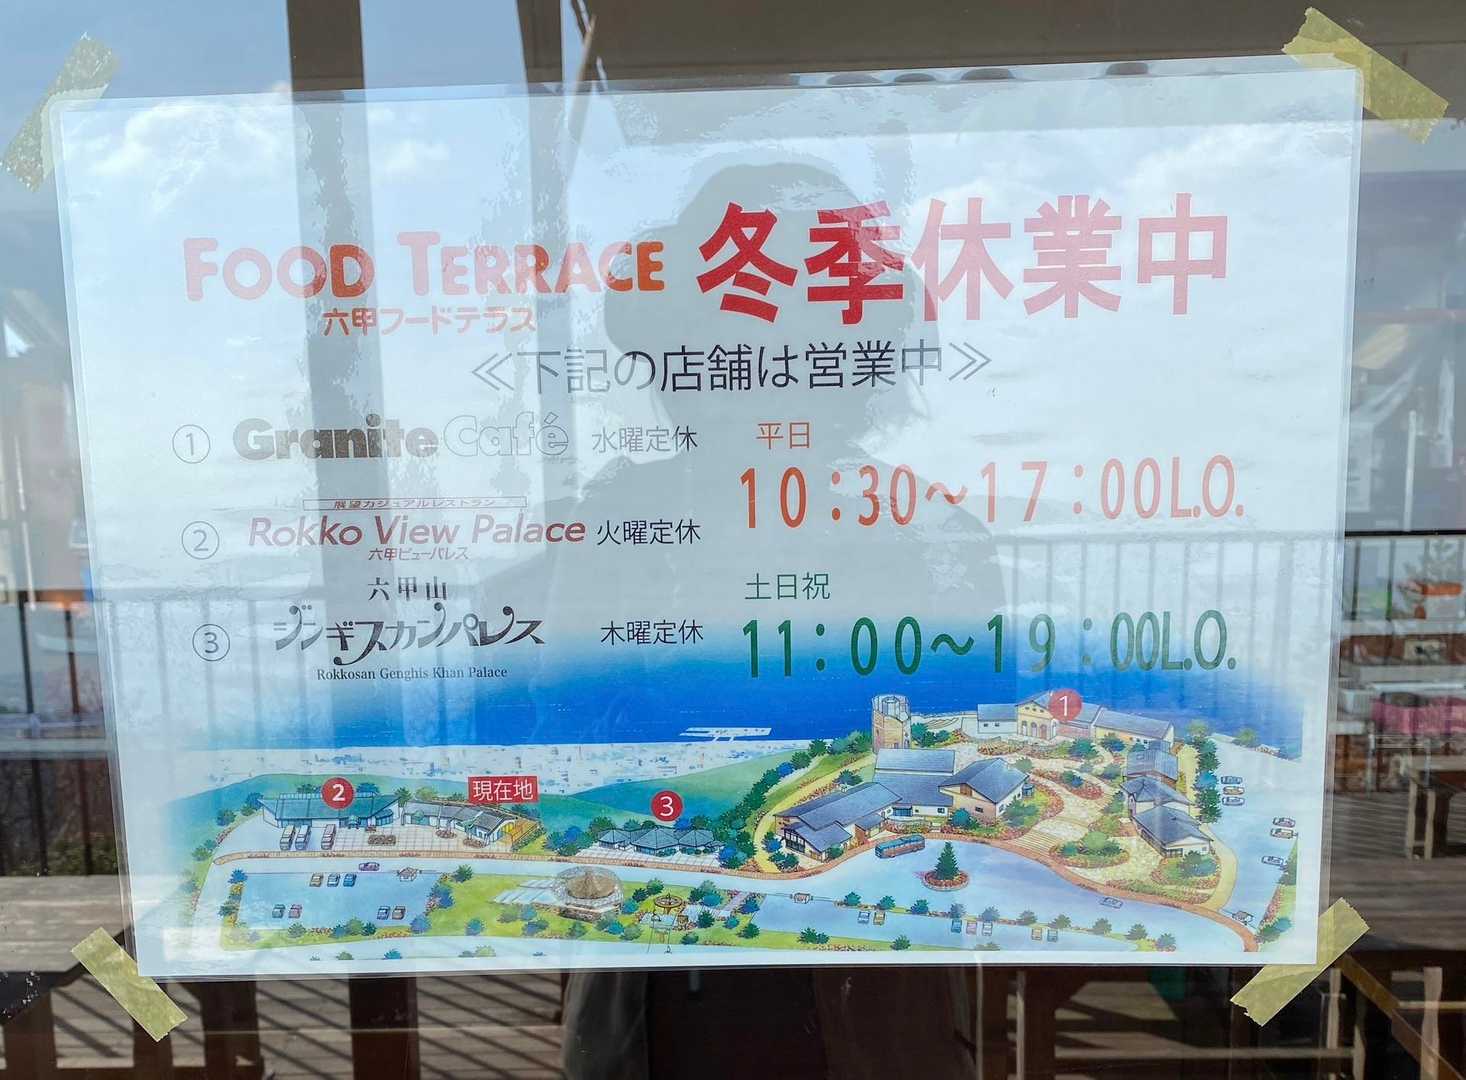 FOOD TERRACE 冬季休業中
六甲フードテラス
≪下記の店舗は営業中≫
① Granite Café 水曜定休
平日
10:30～17:00L.O.
展望カジュアルレストラン
② Rokko View Palace 火曜定休
六甲ビューパレス
土日祝
11:00～19:00L.O.
六甲山
③ ジンギスカンパレス 木曜定休
Rokkosan Genghis Khan Palace
1
2
現在地
3